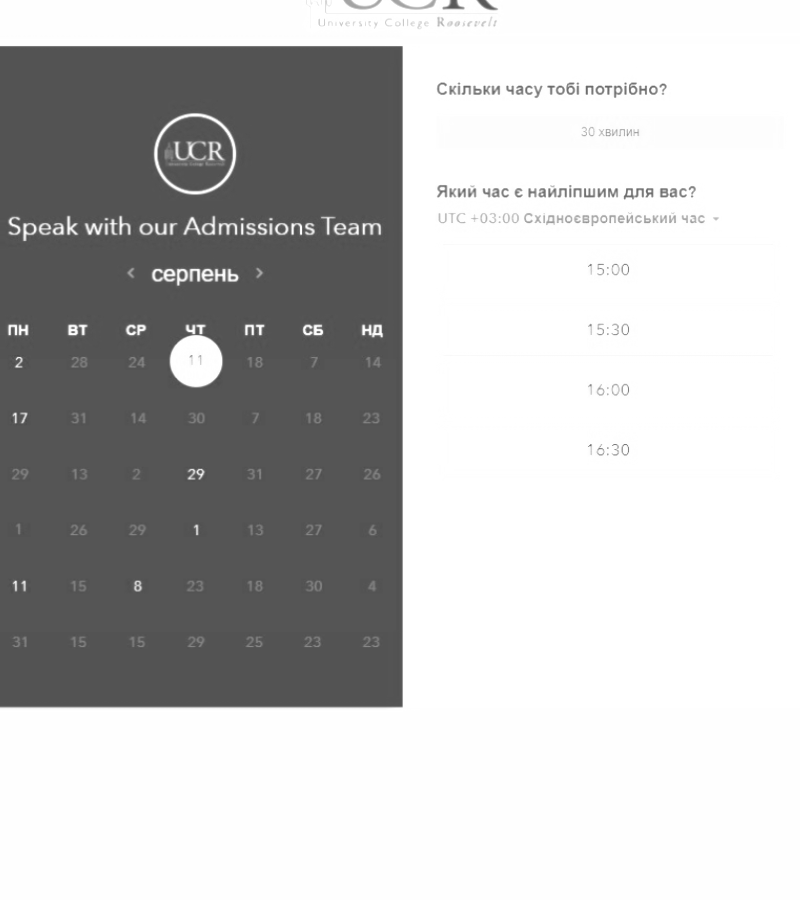 UCR
University College Roosevelt
UCR
Speak with our Admissions Team
< серпень >
ПН ВТ СР ЧТ ПТ СБ НД
2 28 24 11 18 7 14
17 31 14 30 7 18 23
29 13 2 29 31 27 26
1 26 29 1 13 27 6
11 15 8 23 18 30 4
31 15 15 29 25 23 23
Скільки часу тобі потрібно?
30 хвилин
Який час є найліпшим для вас?
UTC +03:00 Східноєвропейський час
15:00
15:30
16:00
16:30